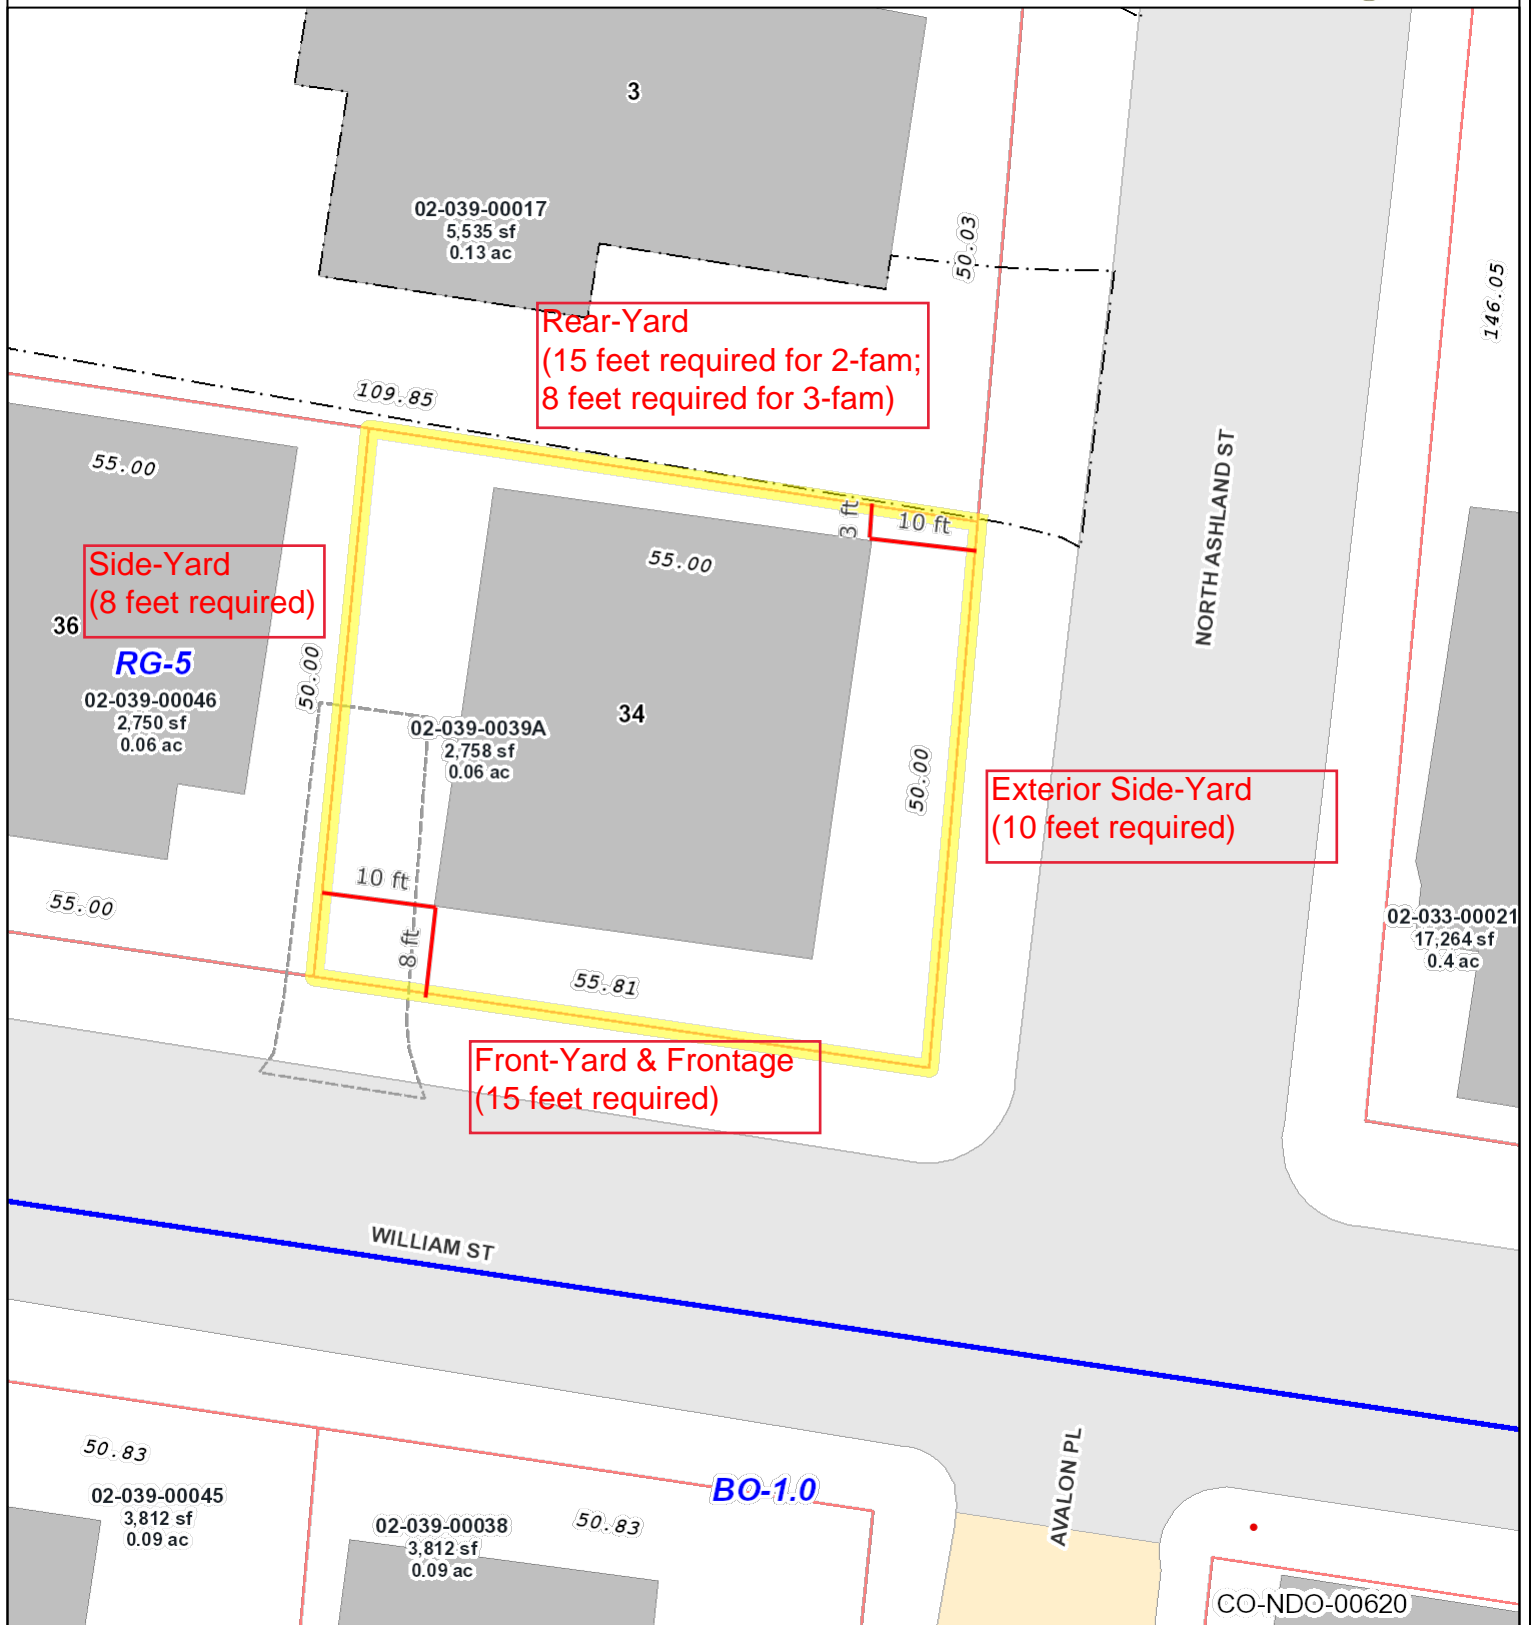 3
02-039-00017
5,535 sf
0.13 ac
50.03
146.05
Rear-Yard
(15 feet required for 2-fam;
8 feet required for 3-fam)
109.85
55.00
3 ft
10 ft
NORTH ASHLAND ST
55.00
Side-Yard
(8 feet required)
36
RG-5
02-039-00046
2,750 sf
0.06 ac
50.00
34
02-039-0039A
2,758 sf
0.06 ac
50.00
Exterior Side-Yard
(10 feet required)
10 ft
8 ft
55.00
02-033-00021
17,264 sf
0.4 ac
55.81
Front-Yard & Frontage
(15 feet required)
WILLIAM ST
50.83
02-039-00045
3,812 sf
0.09 ac
BO-1.0
02-039-00038
3,812 sf
0.09 ac
50.83
AVALON PL
CO-NDO-00620